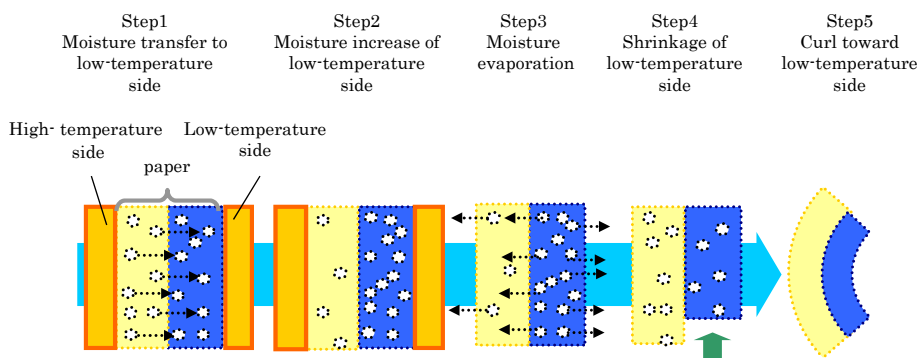 Step1
Moisture transfer to
low-temperature
side
Step2
Moisture increase of
low-temperature
side
Step3
Moisture
evaporation
Step4
Shrinkage of
low-temperature
side
Step5
Curl toward
low-temperature
side
High- temperature
side
paper
Low-temperature
side